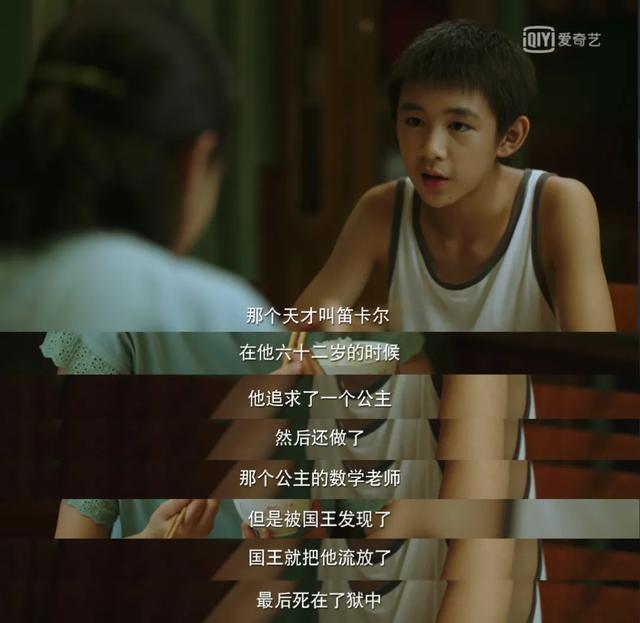 iQIY 爱奇艺
那个天才叫笛卡尔
在他六十二岁的时候
他追求了一个公主
然后还做了
那个公主的数学老师
但是被国王发现了
国王就把他流放了
最后死在了狱中